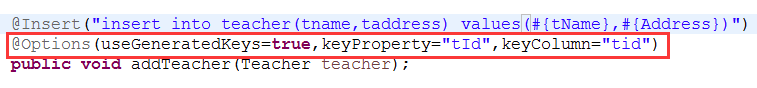 @Insert("insert into teacher(tname,taddress) values(#{tName},#{Address})")
@Options(useGeneratedKeys=true,keyProperty="tId",keyColumn="tid")
public void addTeacher(Teacher teacher);